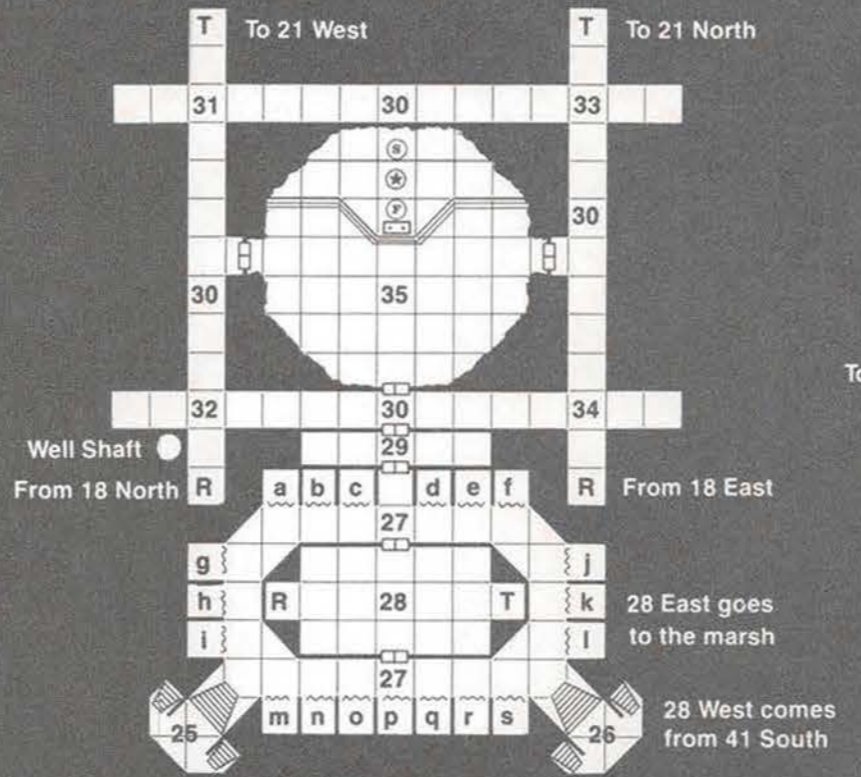 T To 21 West T To 21 North
31 30 33
S
F
30
30 35
To
32 30 34
Well Shaft 29
From 18 North R a b c d e f R From 18 East
27
g j
h R 28 T k 28 East goes
i l to the marsh
27
m n o p q r s 28 West comes
25 26 from 41 South